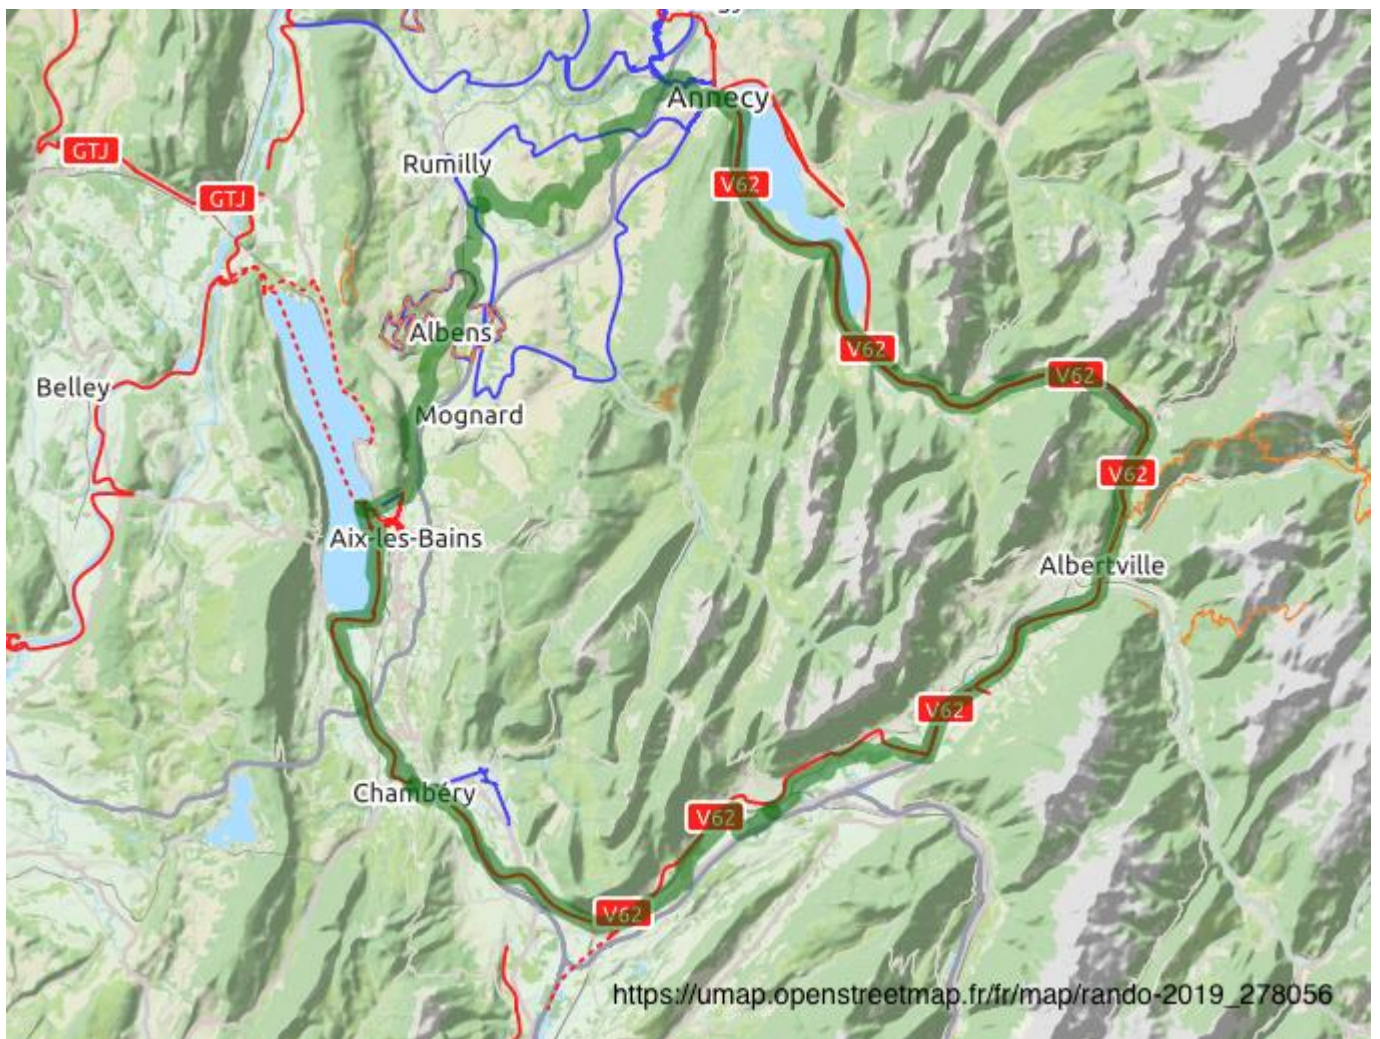 Annecy
GTJ
Rumilly
V62
GTJ
Albens
V62
V62
Belley
Mognard
V62
Aix-les-Bains
Albertville
V62
Chambéry
V62
V62
https://umap.openstreetmap.fr/fr/map/rando-2019_278056